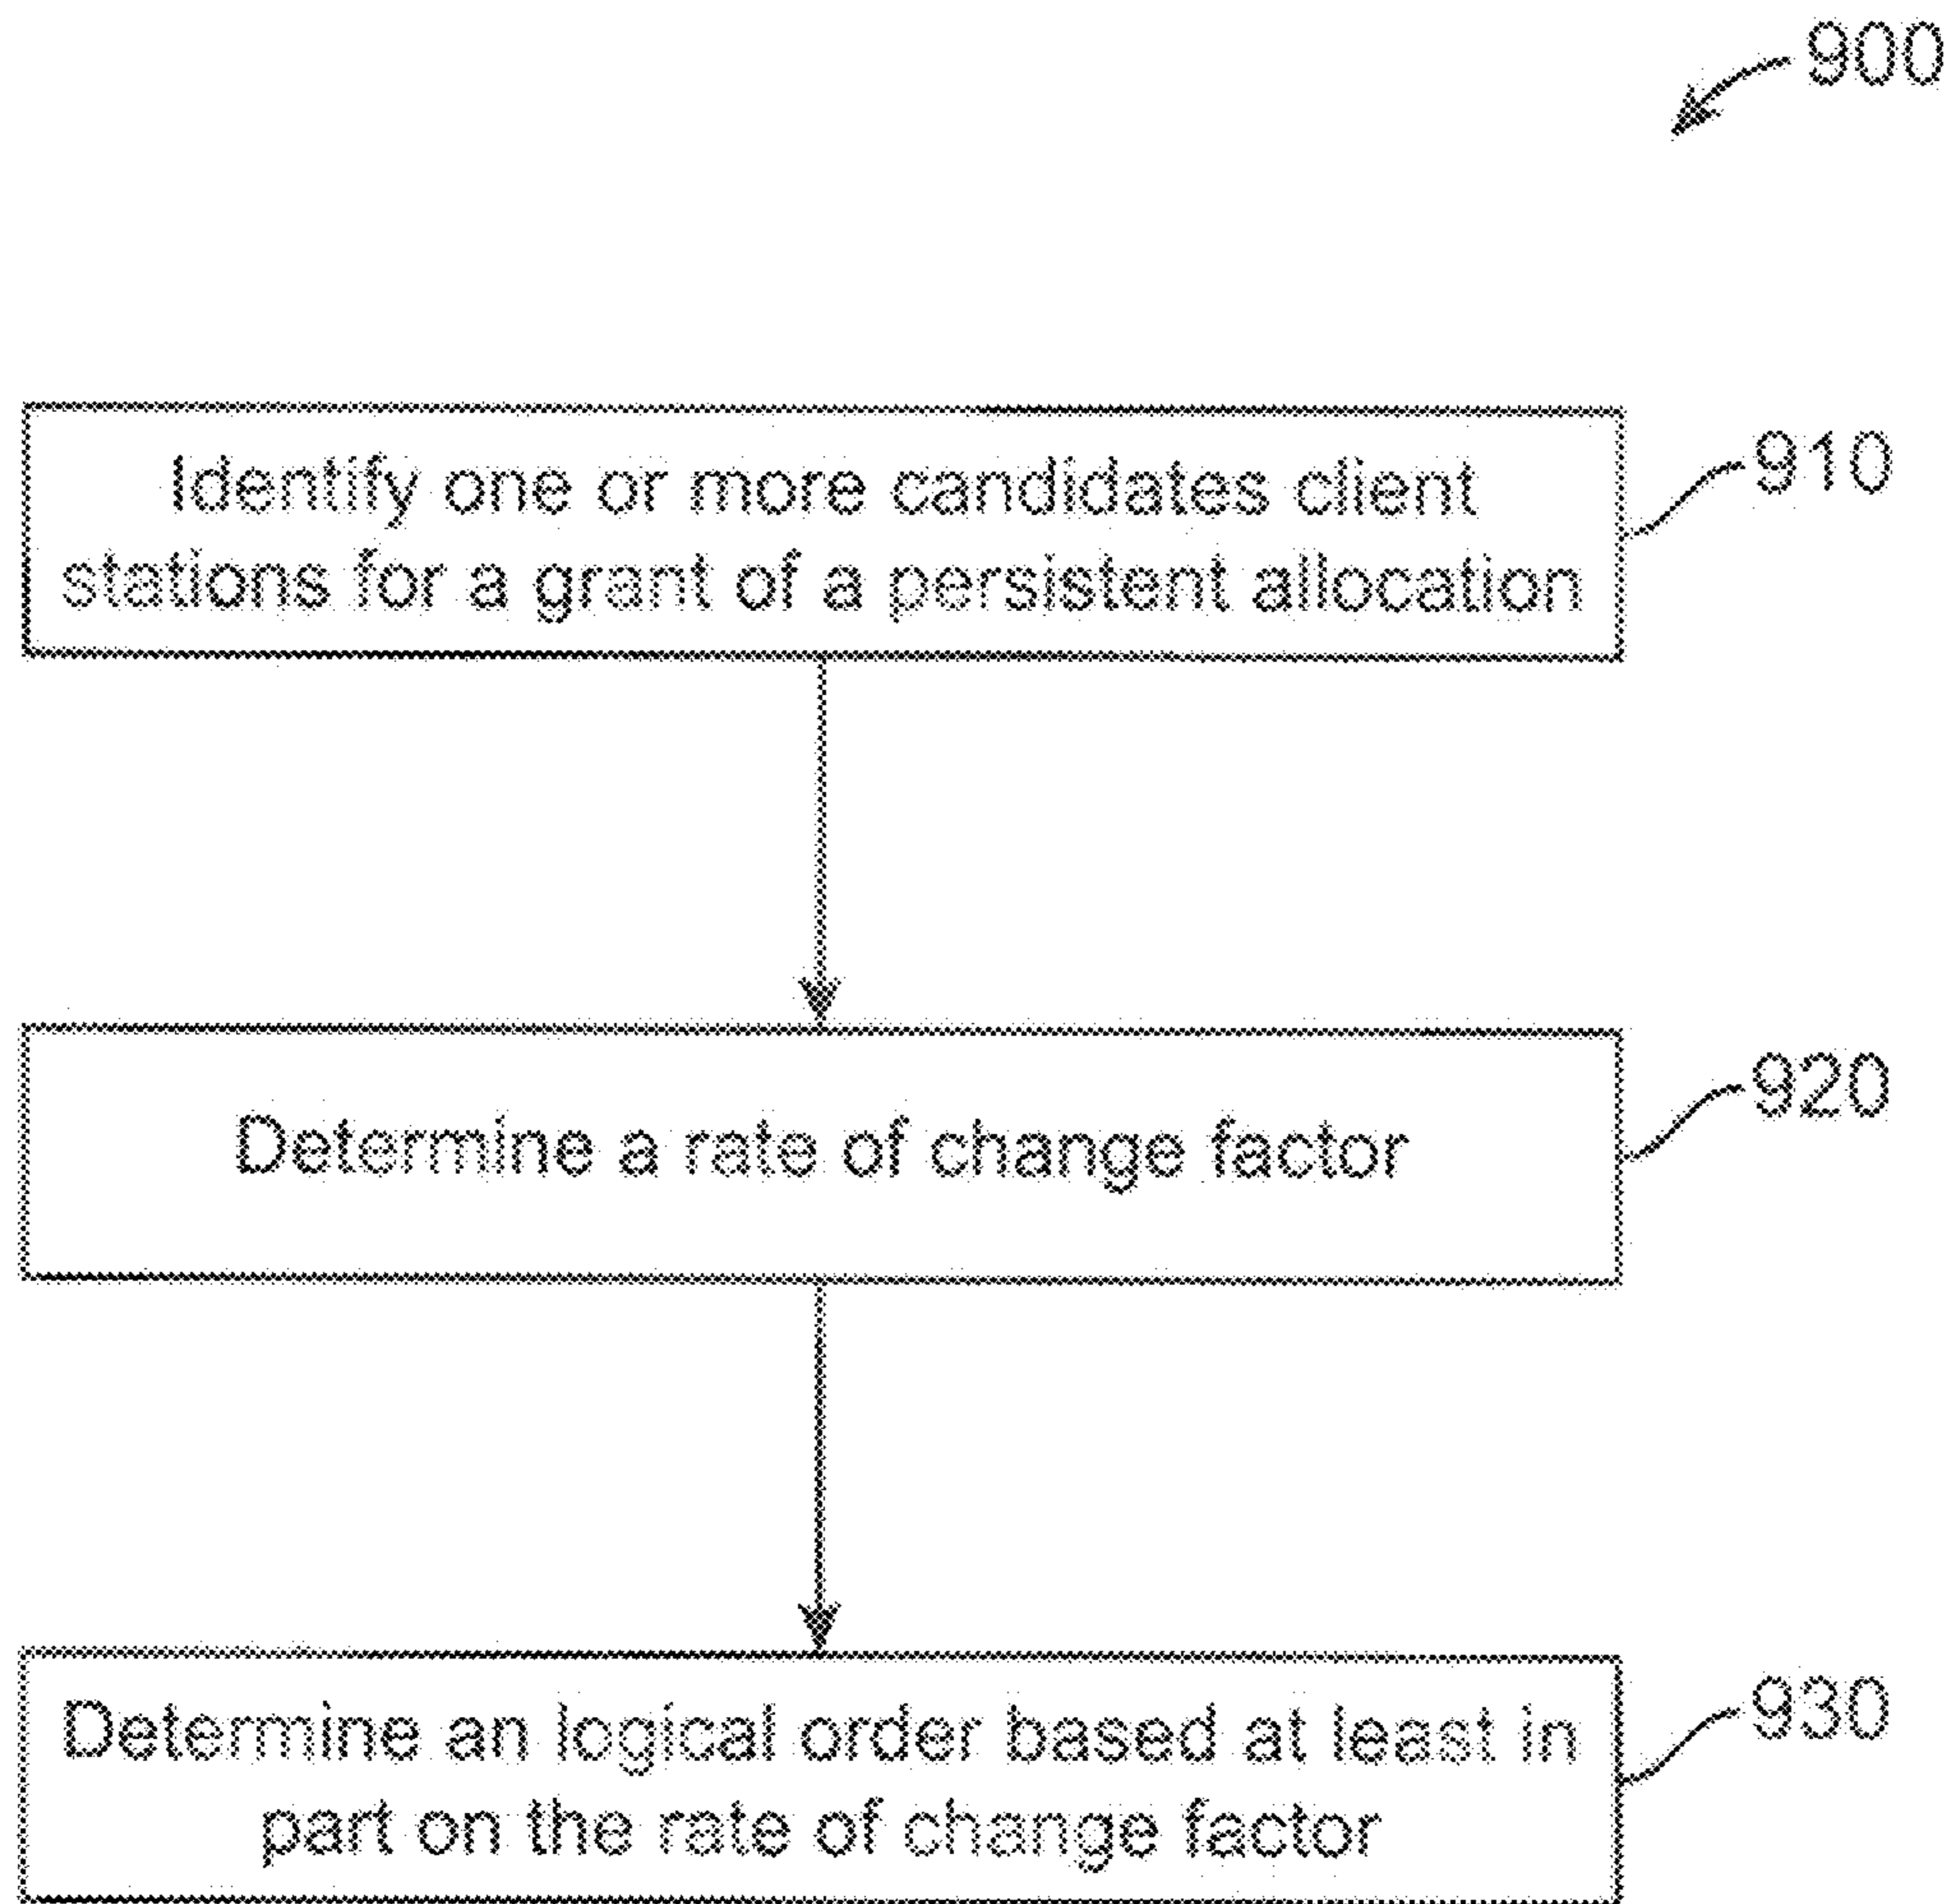 900
Identify one or more candidates client
stations for a grant of a persistent allocation
910
Determine a rate of change factor
920
Determine an logical order based at least in
part on the rate of change factor
930